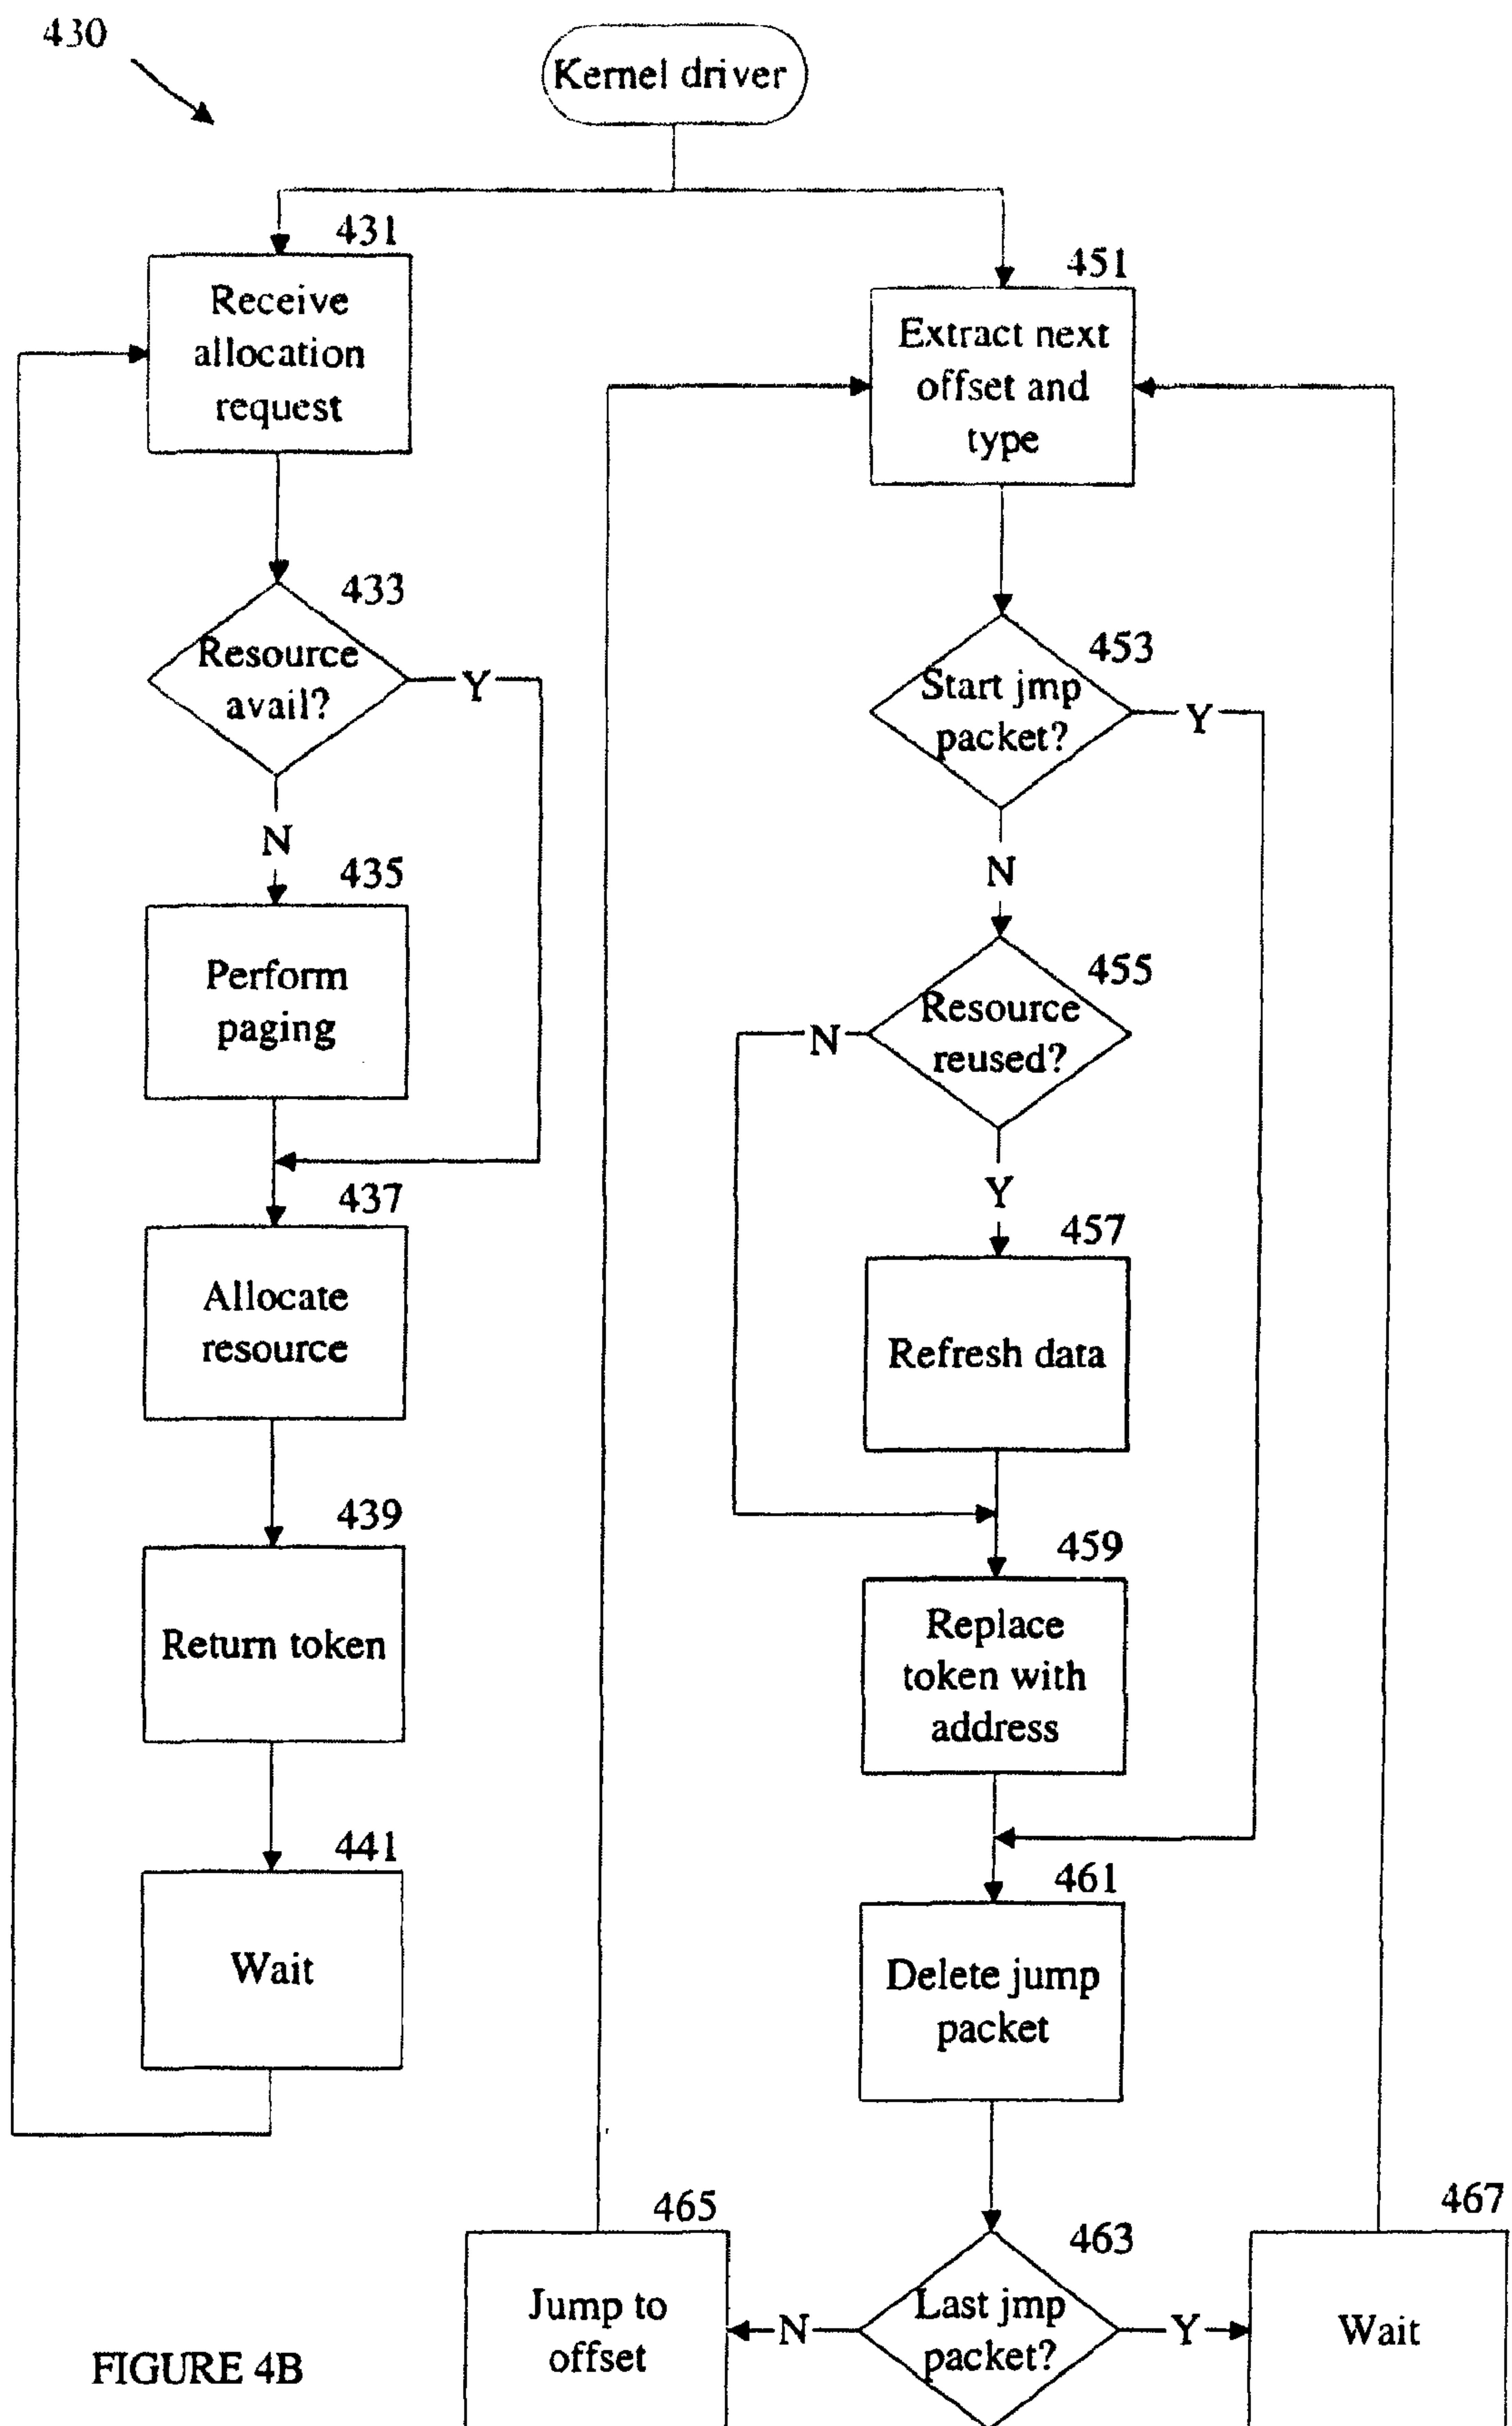 430
Kernel driver
431
Receive
allocation
request
433
Resource
avail?
Y
N
435
Perform
paging
437
Allocate
resource
439
Return token
441
Wait
451
Extract next
offset and
type
453
Start jmp
packet?
Y
N
455
Resource
reused?
N
Y
457
Refresh data
459
Replace
token with
address
461
Delete jump
packet
463
Last jmp
packet?
N
Y
465
Jump to
offset
467
Wait
FIGURE 4B